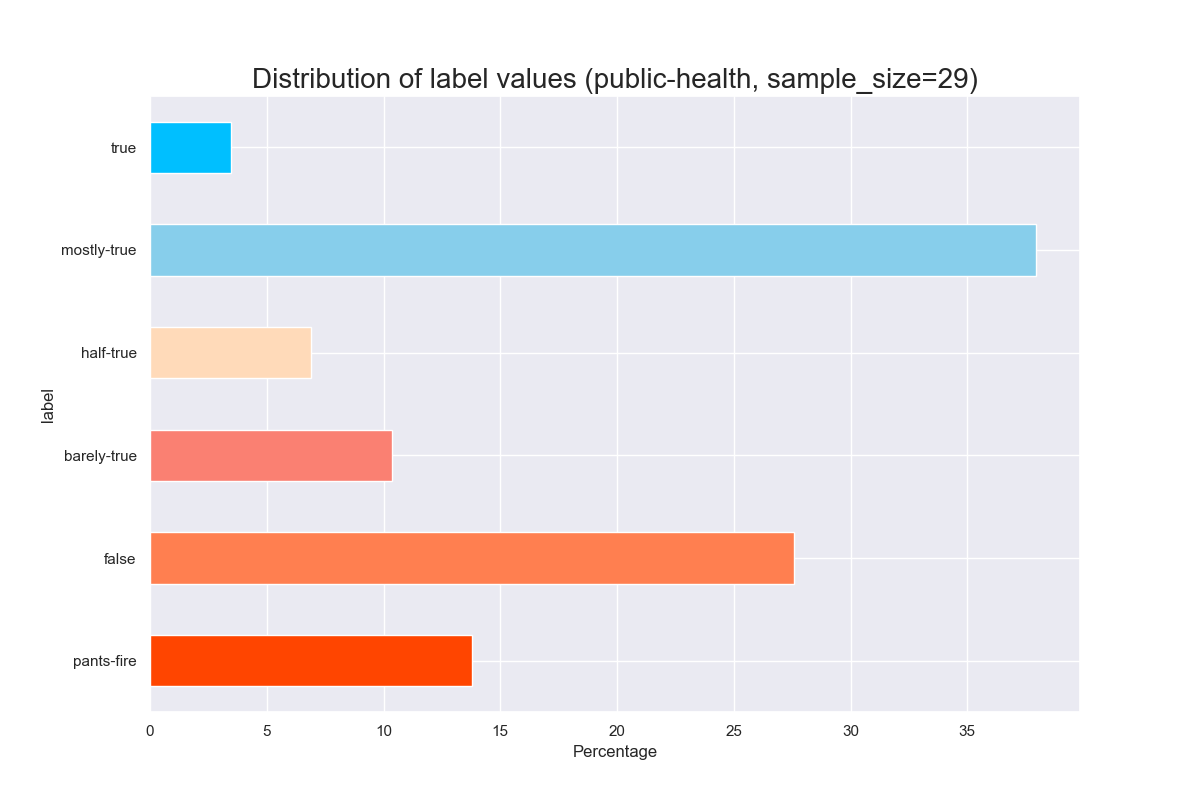 Distribution of label values (public-health, sample_size=29)
true
mostly-true
half-true
label
barely-true
false
pants-fire
0 5 10 15 20 25 30 35
Percentage